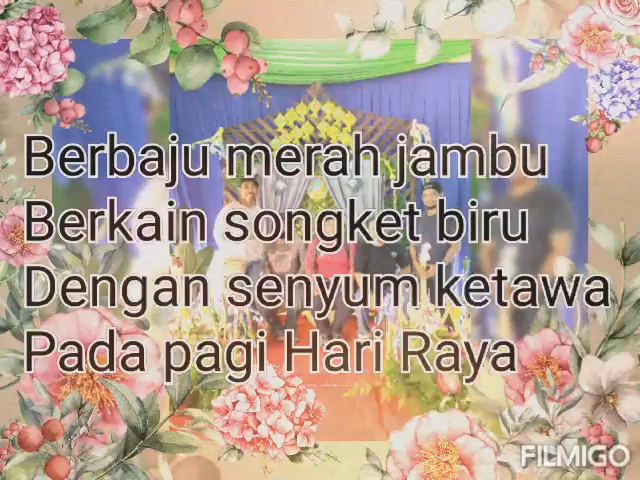 Berbaju merah jambu
Berkain songket biru
Dengan senyum ketawa
Pada pagi Hari Raya
FILMIGO